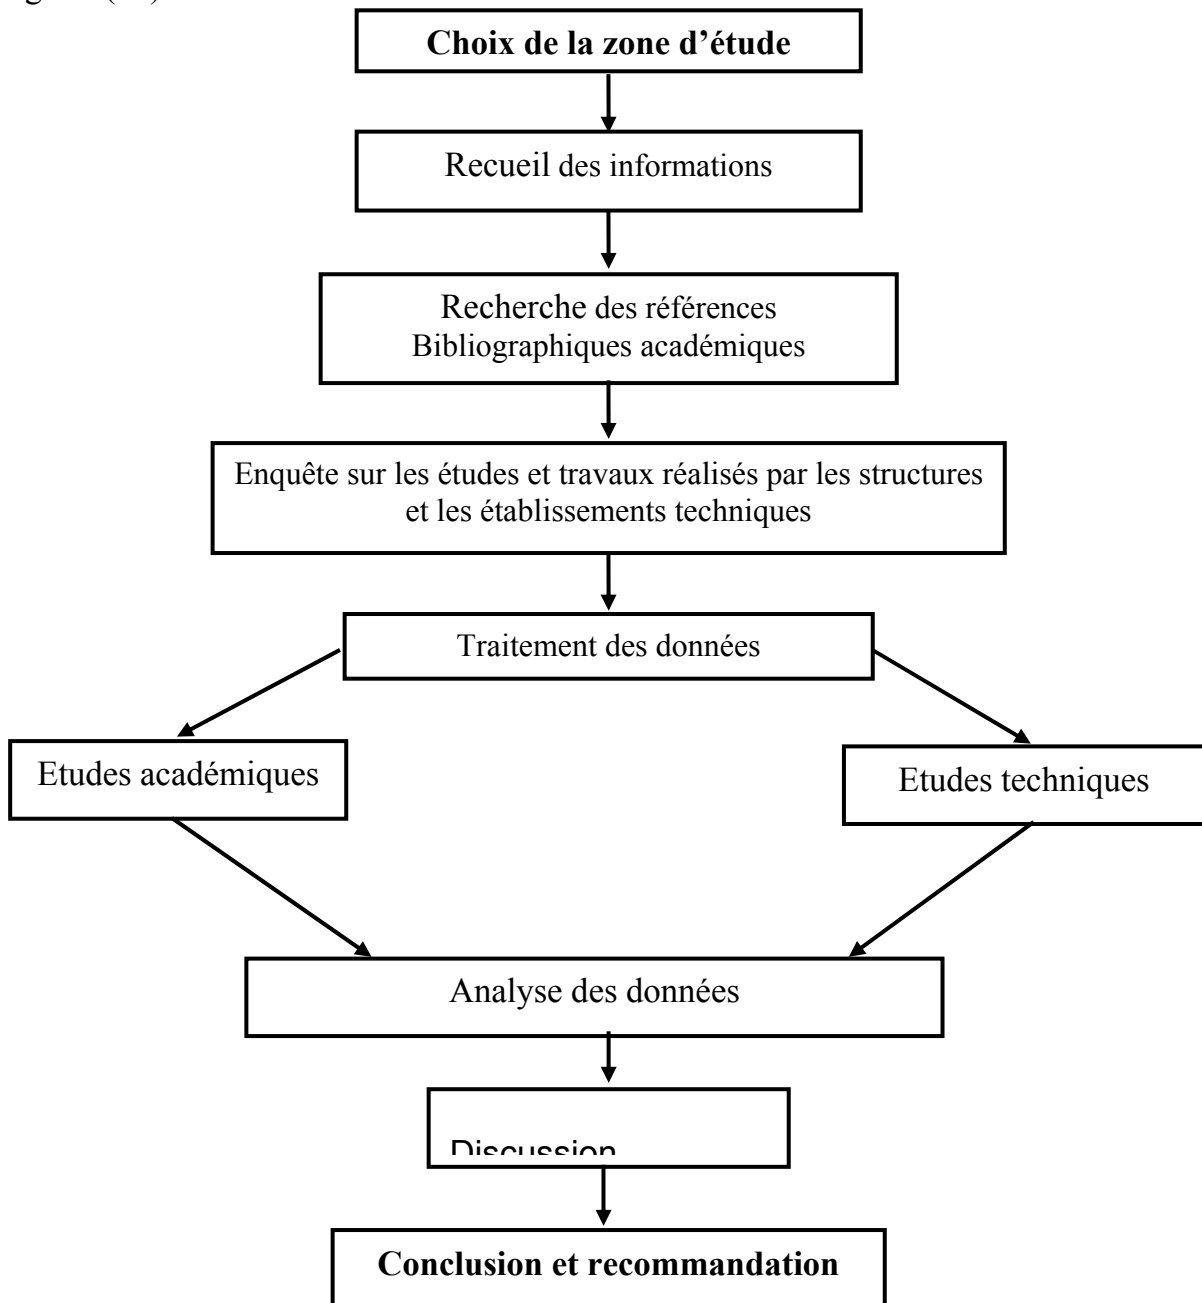 Choix de la zone d’étude
Recueil des informations
Recherche des références
Bibliographiques académiques
Enquête sur les études et travaux réalisés par les structures
et les établissements techniques
Traitement des données
Etudes académiques
Etudes techniques
Analyse des données
Discussion
Conclusion et recommandation